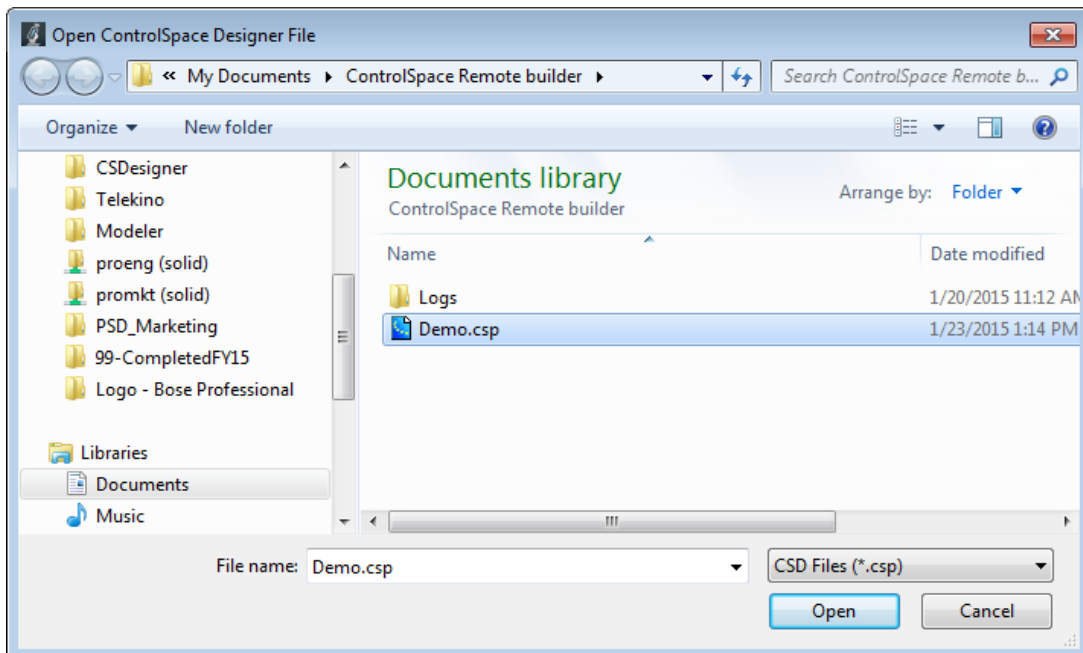 Open ControlSpace Designer File
« My Documents ▸ ControlSpace Remote builder ▸
Search ControlSpace Remote b...
Organize
New folder
CSDesigner
Telekino
Modeler
proeng (solid)
promkt (solid)
PSD_Marketing
99-CompletedFY15
Logo - Bose Professional
Libraries
Documents
Music
Documents library
ControlSpace Remote builder
Arrange by: Folder
Name Date modified
Logs 1/20/2015 11:12 AM
Demo.csp 1/23/2015 1:14 PM
File name: Demo.csp CSD Files (*.csp)
Open Cancel